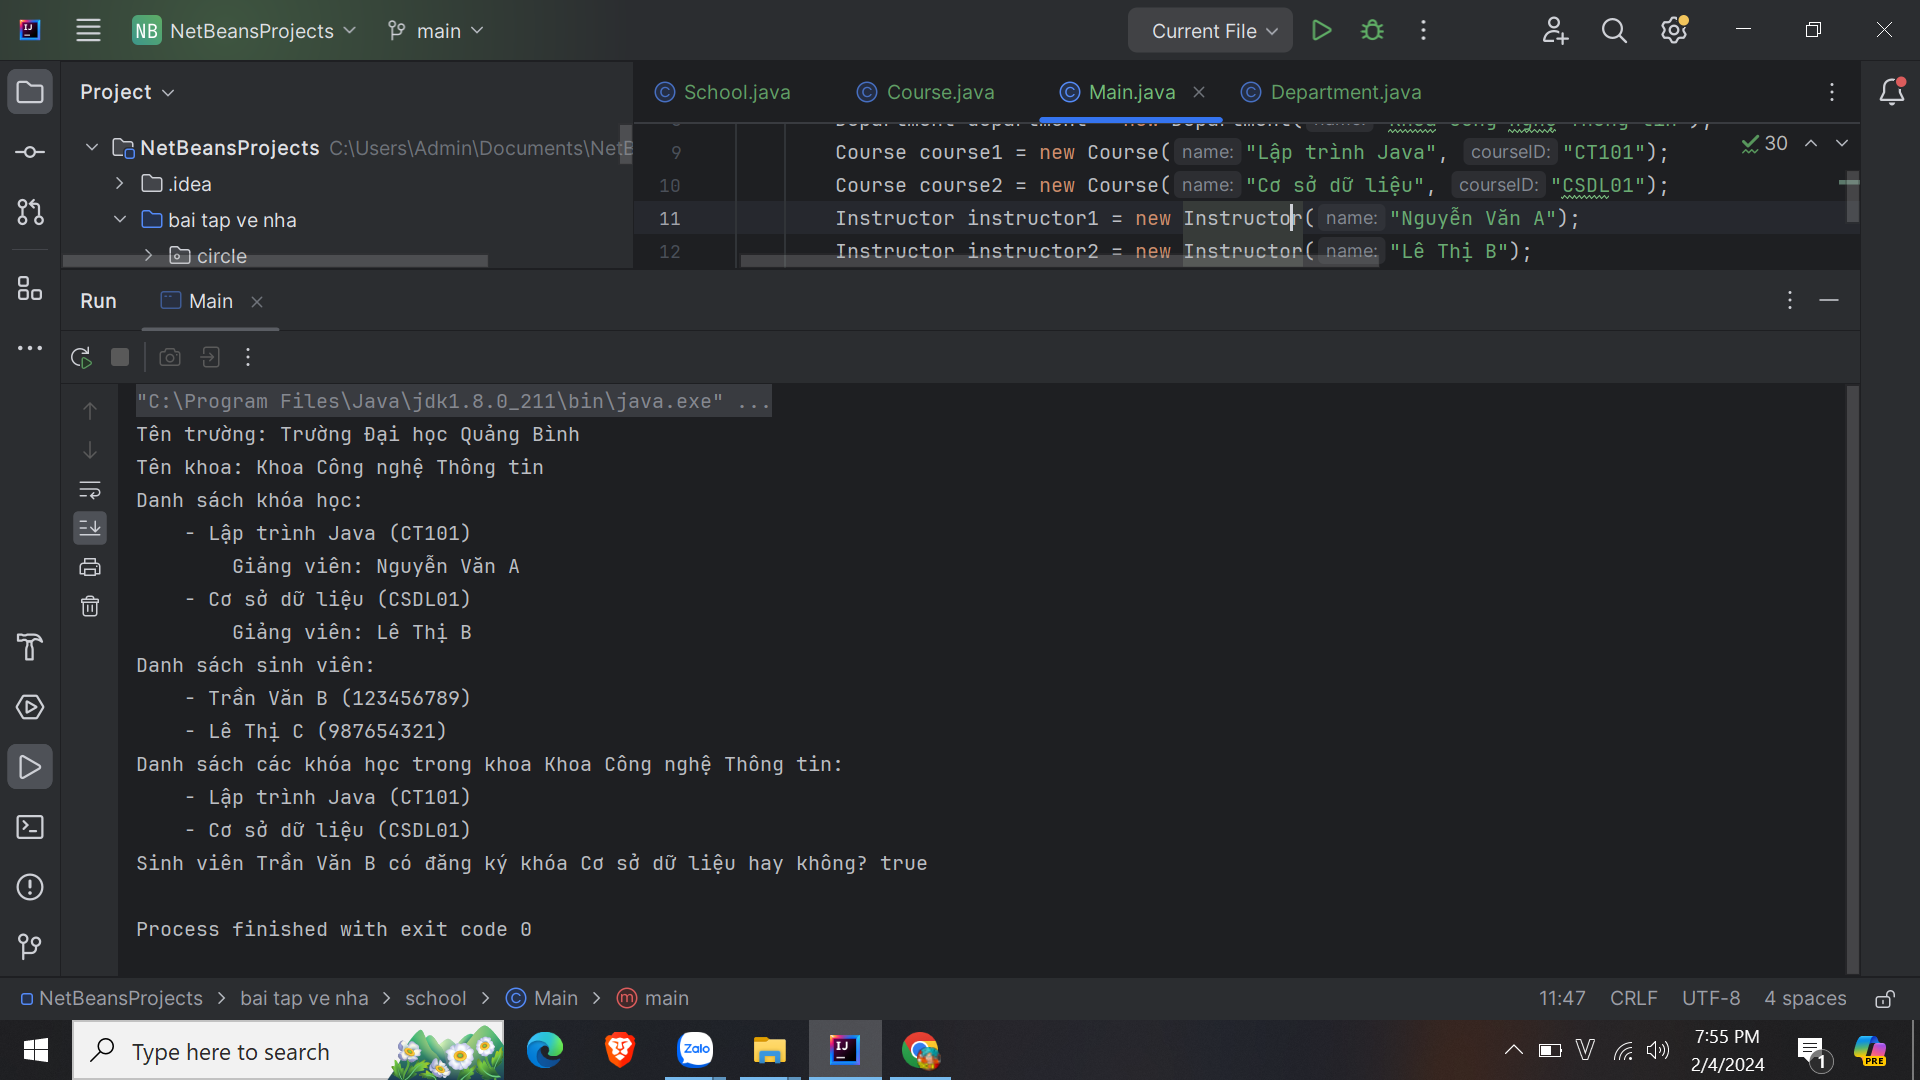 NB NetBeansProjects main Current File
Project
School.java Course.java Main.java Department.java
NetBeansProjects C:\Users\Admin\Documents\NetB
.idea
bai tap ve nha
circle
30
9 Course course1 = new Course( name: "Lập trình Java", courseID: "CT101");
10 Course course2 = new Course( name: "Cơ sở dữ liệu", courseID: "CSDL01");
11 Instructor instructor1 = new Instructor( name: "Nguyễn Văn A");
12 Instructor instructor2 = new Instructor( name: "Lê Thị B");
Run Main
"C:\Program Files\Java\jdk1.8.0_211\bin\java.exe" ...
Tên trường: Trường Đại học Quảng Bình
Tên khoa: Khoa Công nghệ Thông tin
Danh sách khóa học:
- Lập trình Java (CT101)
Giảng viên: Nguyễn Văn A
- Cơ sở dữ liệu (CSDL01)
Giảng viên: Lê Thị B
Danh sách sinh viên:
- Trần Văn B (123456789)
- Lê Thị C (987654321)
Danh sách các khóa học trong khoa Khoa Công nghệ Thông tin:
- Lập trình Java (CT101)
- Cơ sở dữ liệu (CSDL01)
Sinh viên Trần Văn B có đăng ký khóa Cơ sở dữ liệu hay không? true
Process finished with exit code 0
NetBeansProjects > bai tap ve nha > school > Main > main
11:47 CRLF UTF-8 4 spaces
Type here to search
Zalo
7:55 PM
2/4/2024
1
PRE